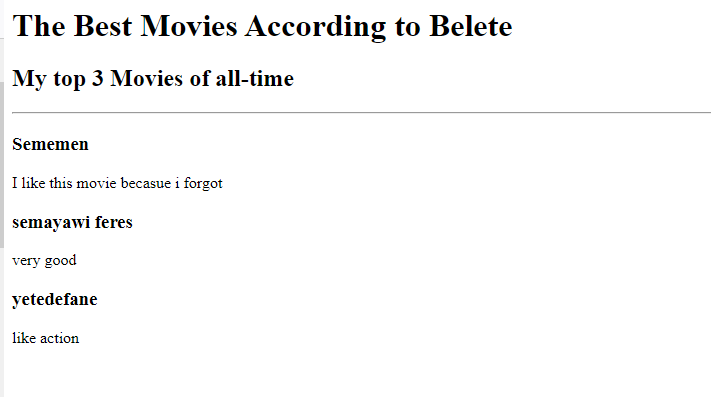 The Best Movies According to Belete
My top 3 Movies of all-time
Sememen
I like this movie becasue i forgot
semayawi feres
very good
yetedefane
like action